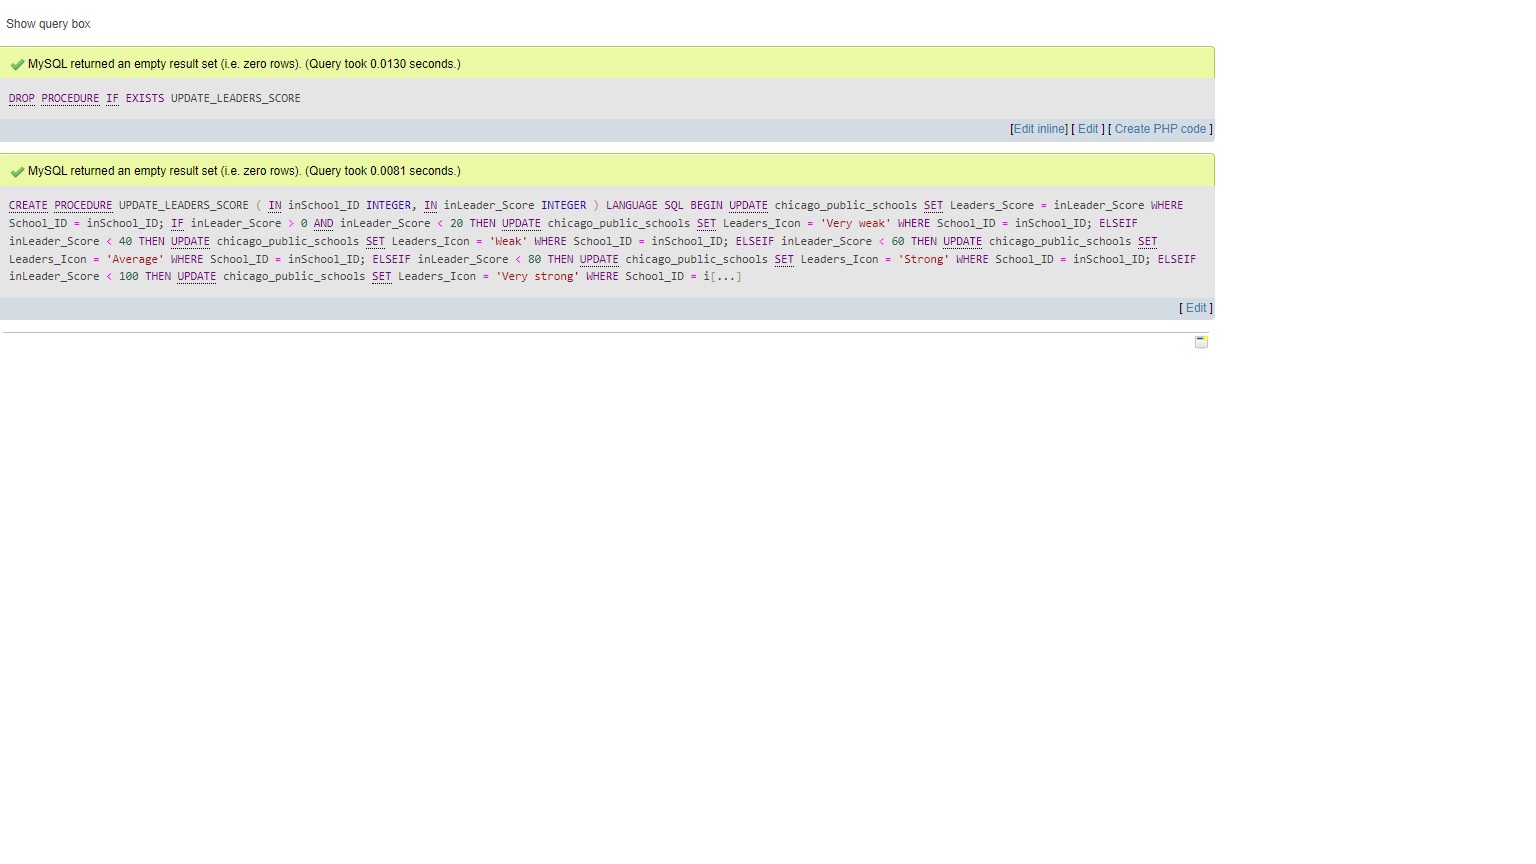 Show query box
MySQL returned an empty result set (i.e. zero rows). (Query took 0.0130 seconds.)
DROP PROCEDURE IF EXISTS UPDATE_LEADERS_SCORE
[Edit inline] [ Edit ] [ Create PHP code ]
MySQL returned an empty result set (i.e. zero rows). (Query took 0.0081 seconds.)
CREATE PROCEDURE UPDATE_LEADERS_SCORE ( IN inSchool_ID INTEGER, IN inLeader_Score INTEGER ) LANGUAGE SQL BEGIN UPDATE chicago_public_schools SET Leaders_Score = inLeader_Score WHERE
School_ID = inSchool_ID; IF inLeader_Score > 0 AND inLeader_Score < 20 THEN UPDATE chicago_public_schools SET Leaders_Icon = 'Very weak' WHERE School_ID = inSchool_ID; ELSEIF
inLeader_Score < 40 THEN UPDATE chicago_public_schools SET Leaders_Icon = 'Weak' WHERE School_ID = inSchool_ID; ELSEIF inLeader_Score < 60 THEN UPDATE chicago_public_schools SET
Leaders_Icon = 'Average' WHERE School_ID = inSchool_ID; ELSEIF inLeader_Score < 80 THEN UPDATE chicago_public_schools SET Leaders_Icon = 'Strong' WHERE School_ID = inSchool_ID; ELSEIF
inLeader_Score < 100 THEN UPDATE chicago_public_schools SET Leaders_Icon = 'Very strong' WHERE School_ID = i[...]
[ Edit ]